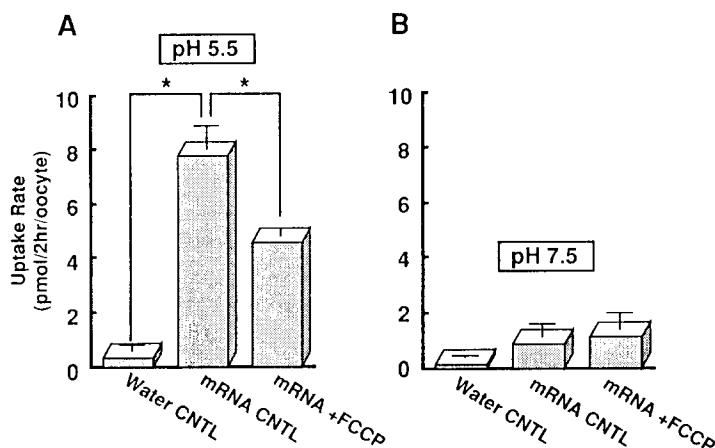 A
pH 5.5
*
*
Uptake Rate
(pmol/2hr/oocyte)
10
8
6
4
2
0
Water CNTL
mRNA CNTL
mRNA +FCCP
B
pH 7.5
10
8
6
4
2
0
Water CNTL
mRNA CNTL
mRNA +FCCP